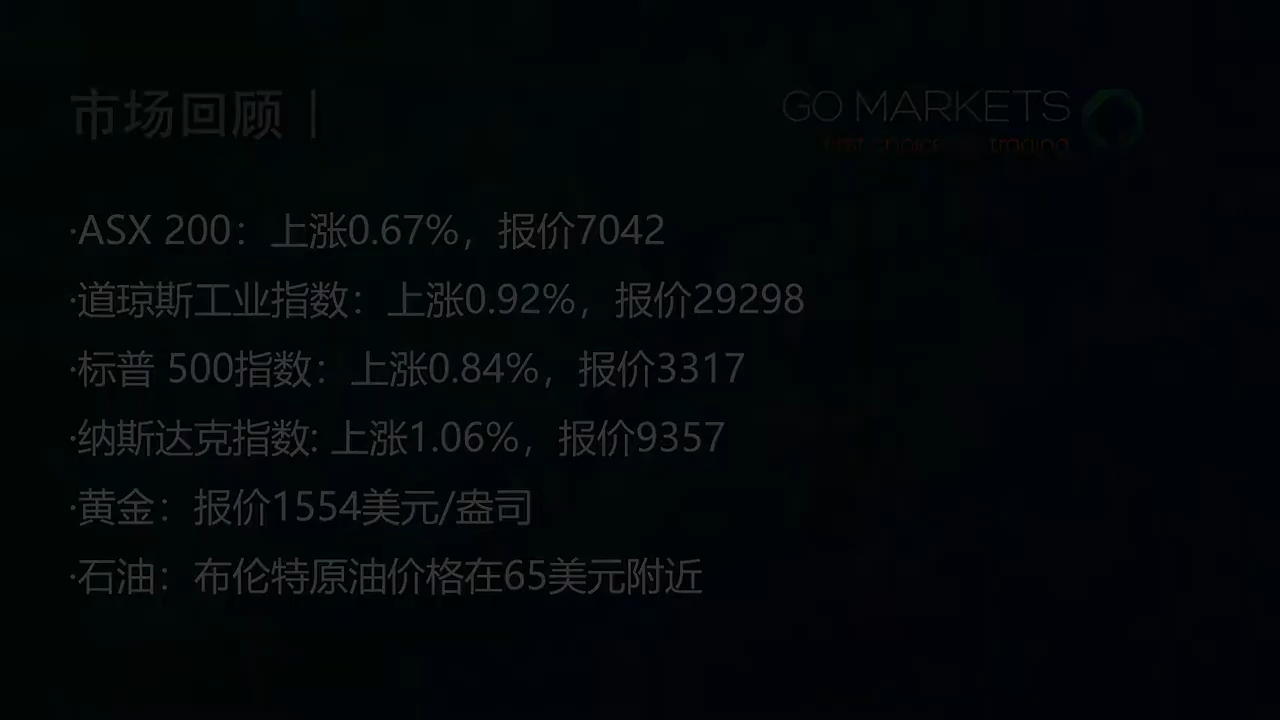 市场回顾 |
GO MARKETS
first choice trading
·ASX 200：上涨0.67%，报价7042
·道琼斯工业指数：上涨0.92%，报价29298
·标普 500指数：上涨0.84%，报价3317
·纳斯达克指数: 上涨1.06%，报价9357
·黄金：报价1554美元/盎司
·石油：布伦特原油价格在65美元附近